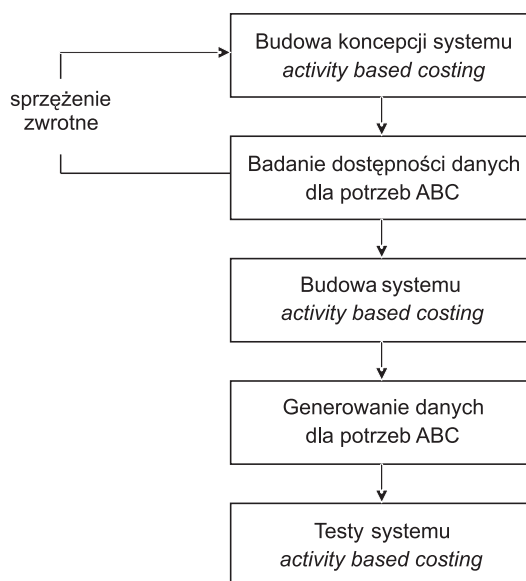 Budowa koncepcji systemu
activity based costing
sprzężenie
zwrotne
Badanie dostępności danych
dla potrzeb ABC
Budowa systemu
activity based costing
Generowanie danych
dla potrzeb ABC
Testy systemu
activity based costing